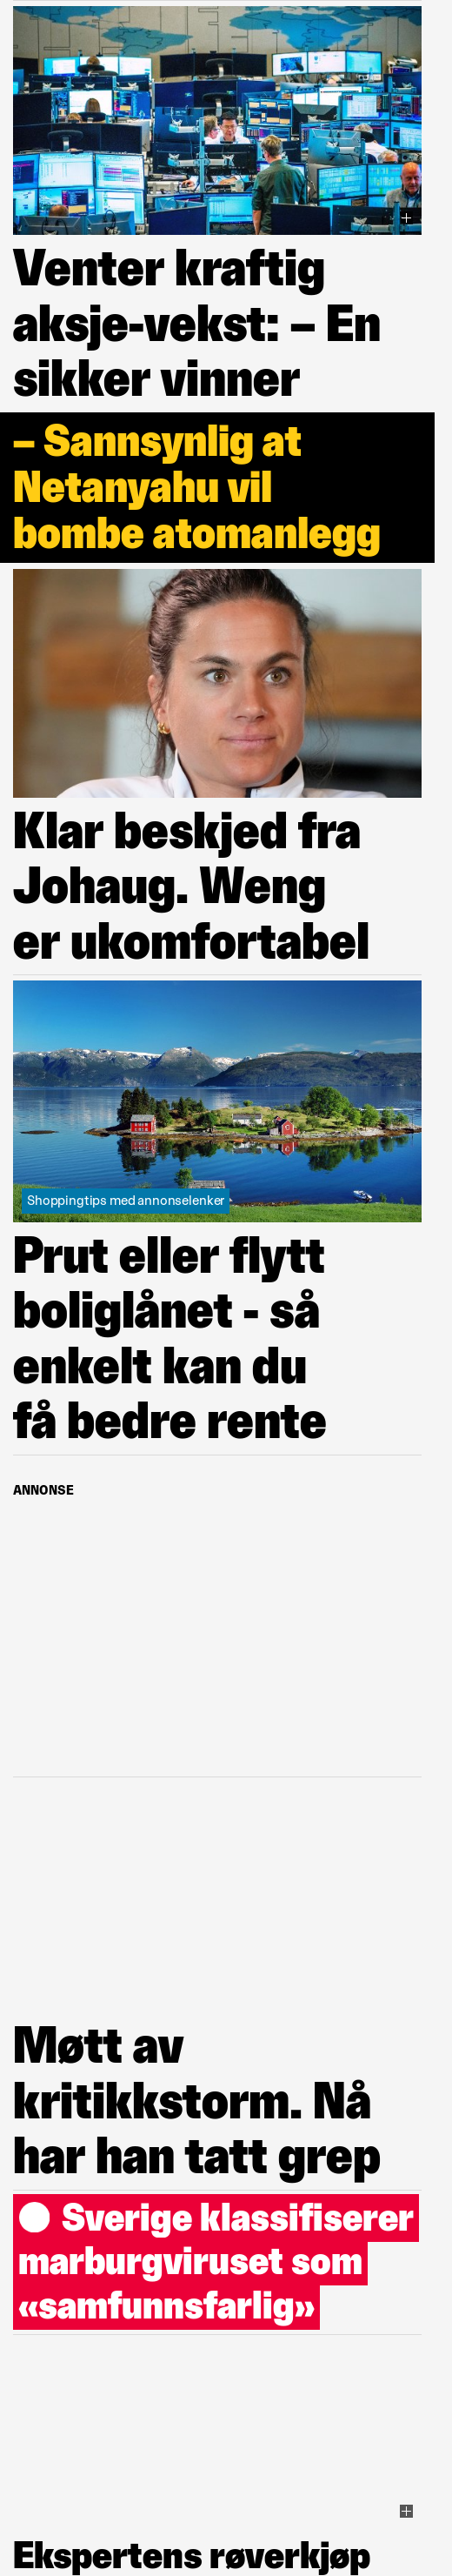 Venter kraftig
aksje-vekst: – En
sikker vinner
– Sannsynlig at
Netanyahu vil
bombe atomanlegg
Klar beskjed fra
Johaug. Weng
er ukomfortabel
Shoppingtips med annonselenker
Prut eller flytt
boliglånet - så
enkelt kan du
få bedre rente
ANNONSE
Møtt av
kritikkstorm. Nå
har han tatt grep
Sverige klassifiserer
marburgviruset som
«samfunnsfarlig»
Ekspertens røverkjøp